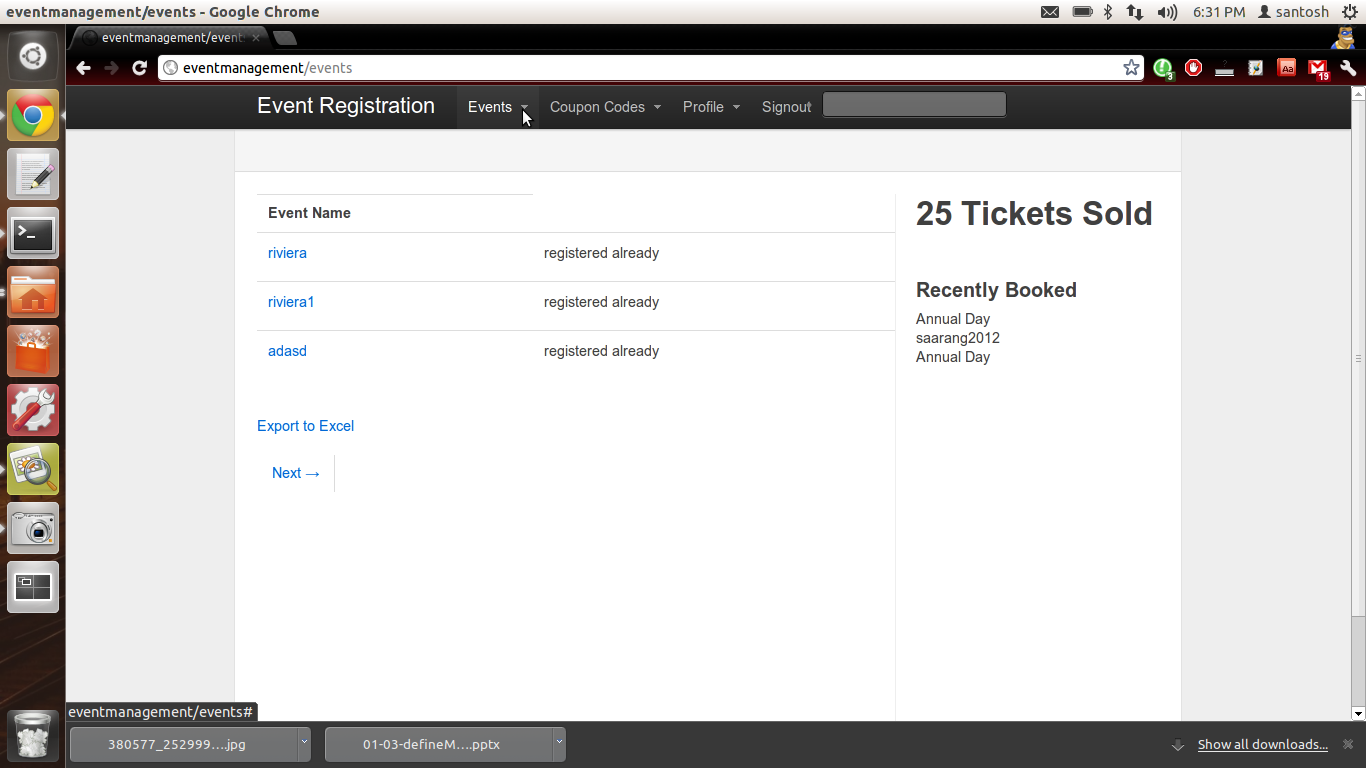 eventmanagement/events - Google Chrome
6:31 PM santosh
eventmanagement/event
eventmanagement/events
3
Aa
19
Event Registration Events Coupon Codes Profile Signout
Event Name
riviera registered already
riviera1 registered already
adasd registered already
Export to Excel
Next →
25 Tickets Sold
Recently Booked
Annual Day
saarang2012
Annual Day
eventmanagement/events#
380577_252999....jpg
01-03-defineM....pptx
Show all downloads...